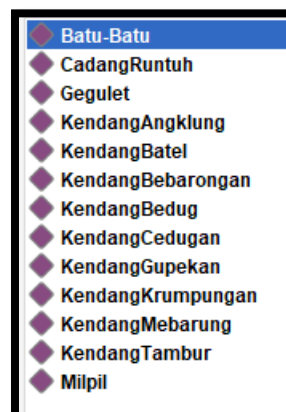 Batu-Batu
CadangRuntuh
Gegulet
KendangAngklung
KendangBatel
KendangBebarongan
KendangBedug
KendangCedugan
KendangGupekan
KendangKrumpungan
KendangMebarung
KendangTambur
Milpil